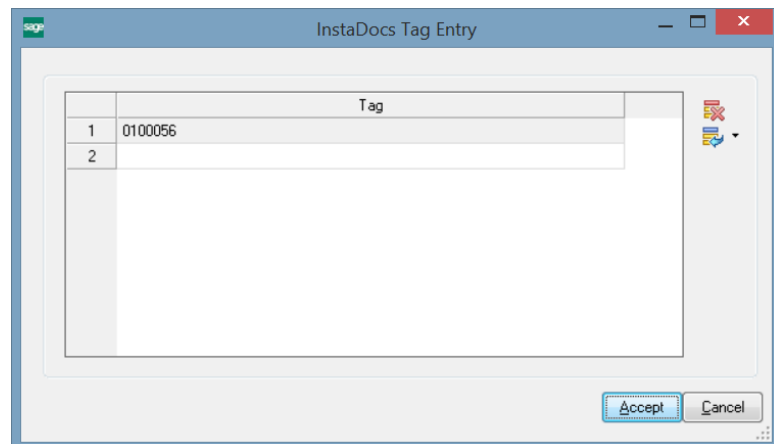 sage
InstaDocs Tag Entry
Tag
1 0100056
2
Accept Cancel